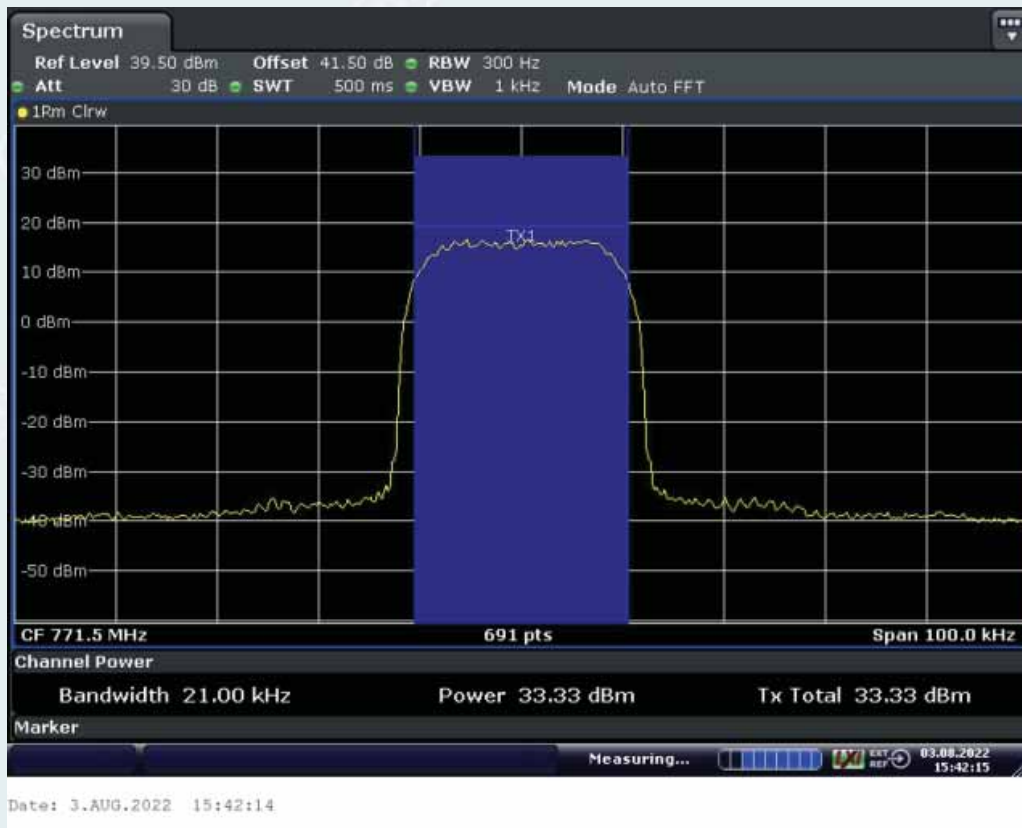 Spectrum
Ref Level 39.50 dBm Offset 41.50 dB RBW 300 Hz
Att 30 dB SWT 500 ms VBW 1 kHz Mode Auto FFT
1Rm Clrw
30 dBm
20 dBm
TX1
10 dBm
0 dBm
-10 dBm
-20 dBm
-30 dBm
-40 dBm
-50 dBm
CF 771.5 MHz 691 pts Span 100.0 kHz
Channel Power
Bandwidth 21.00 kHz Power 33.33 dBm Tx Total 33.33 dBm
Marker
Measuring... LXI EXT REF 03.08.2022
15:42:15
Date: 3.AUG.2022 15:42:14